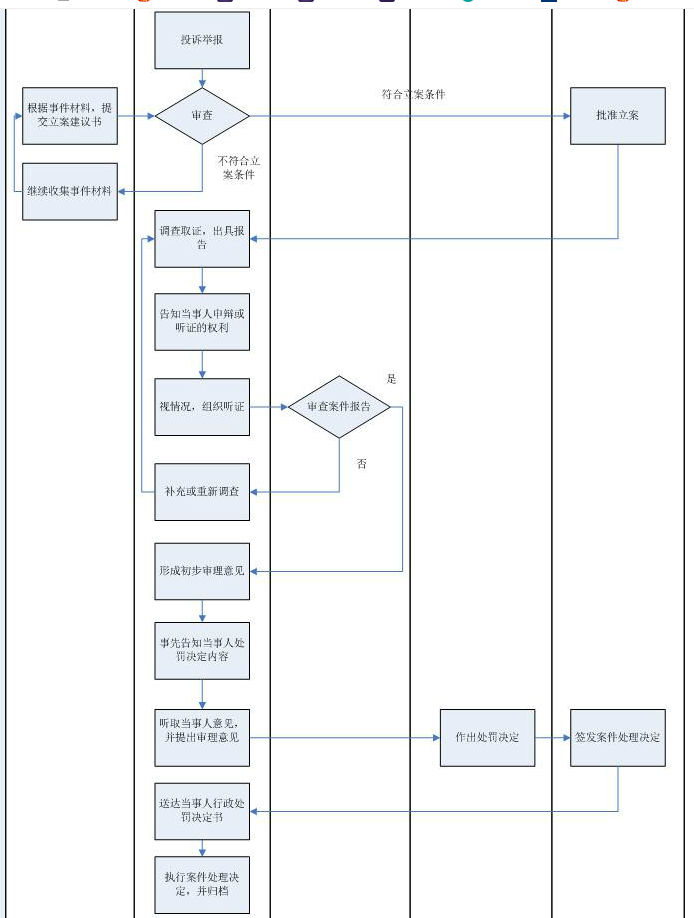 投诉举报
根据事件材料，提
交立案建议书
审查
符合立案条件
批准立案
不符合立
案条件
继续收集事件材料
调查取证，出具报
告
告知当事人申辩或
听证的权利
视情况，组织听证
审查案件报告
是
否
补充或重新调查
形成初步审理意见
事先告知当事人处
罚决定内容
听取当事人意见，
并提出审理意见
作出处罚决定
签发案件处理决定
送达当事人行政处
罚决定书
执行案件处理决
定，并归档